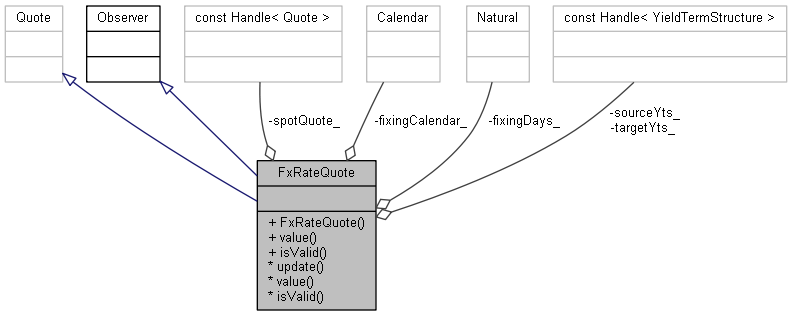 Quote
Observer
const Handle< Quote >
Calendar
Natural
const Handle< YieldTermStructure >
-spotQuote_
-fixingCalendar_
-fixingDays_
-sourceYts_
-targetYts_
FxRateQuote
+ FxRateQuote()
+ value()
+ isValid()
* update()
* value()
* isValid()